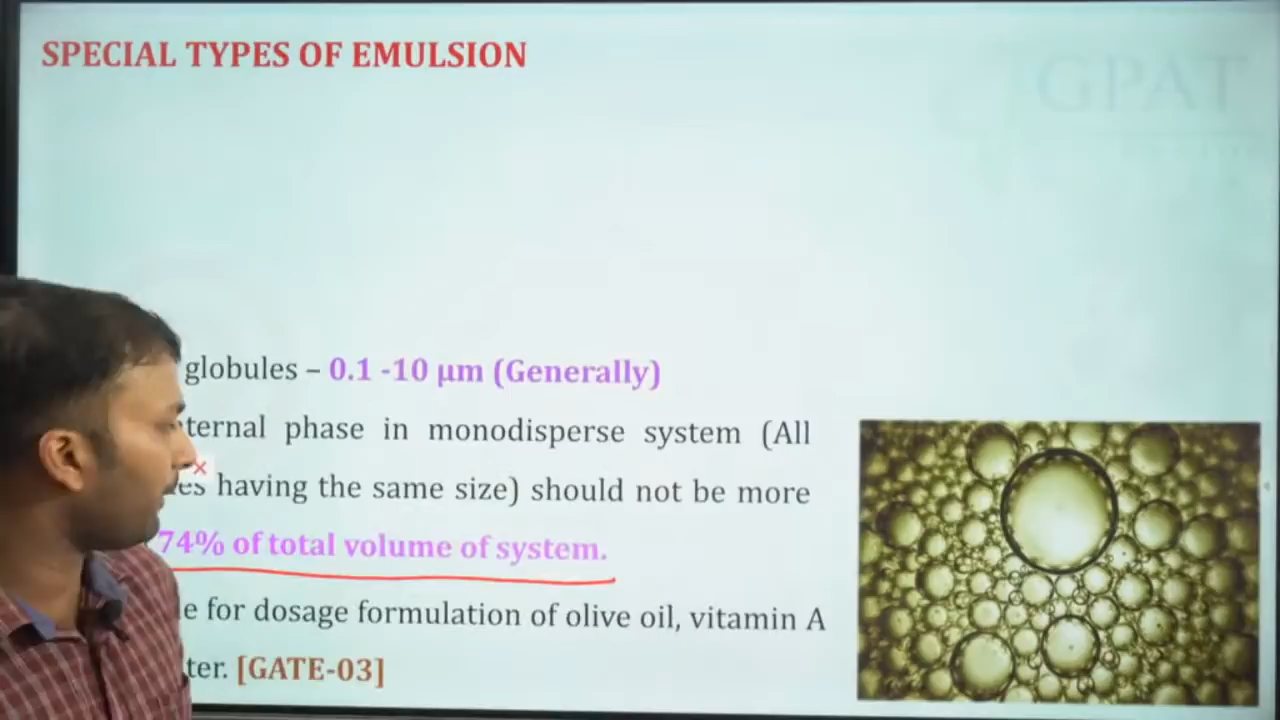 SPECIAL TYPES OF EMULSION
GPAT
globules – 0.1 -10 μm (Generally)
ternal phase in monodisperse system (All
es having the same size) should not be more
74% of total volume of system.
e for dosage formulation of olive oil, vitamin A
ter. [GATE-03]